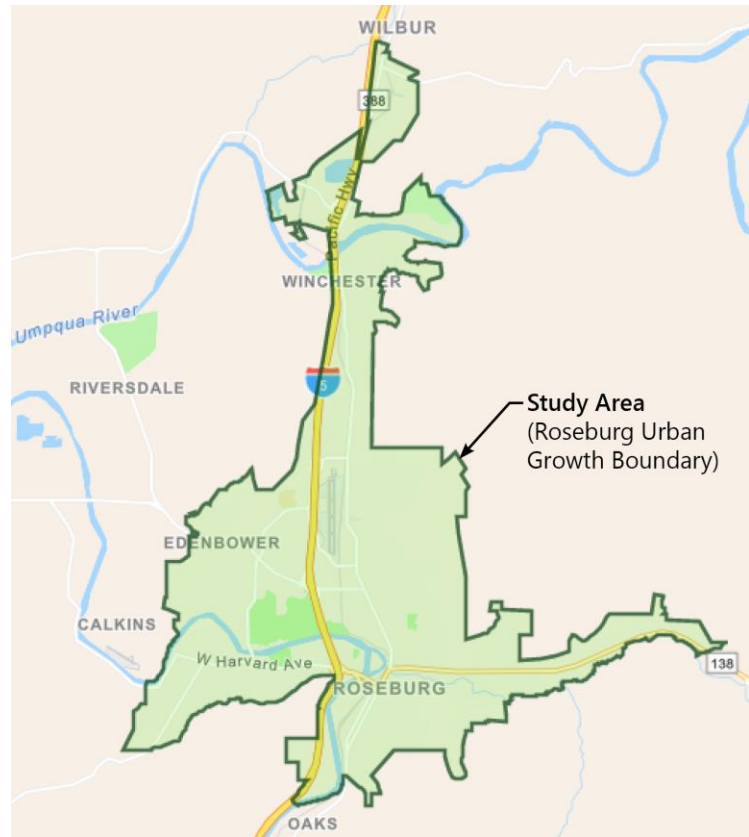 WILBUR
388
Pacific Hwy
WINCHESTER
Umpqua River
RIVERSDALE
5
Study Area
(Roseburg Urban
Growth Boundary)
EDENBOWER
CALKINS
W Harvard Ave
138
ROSEBURG
OAKS